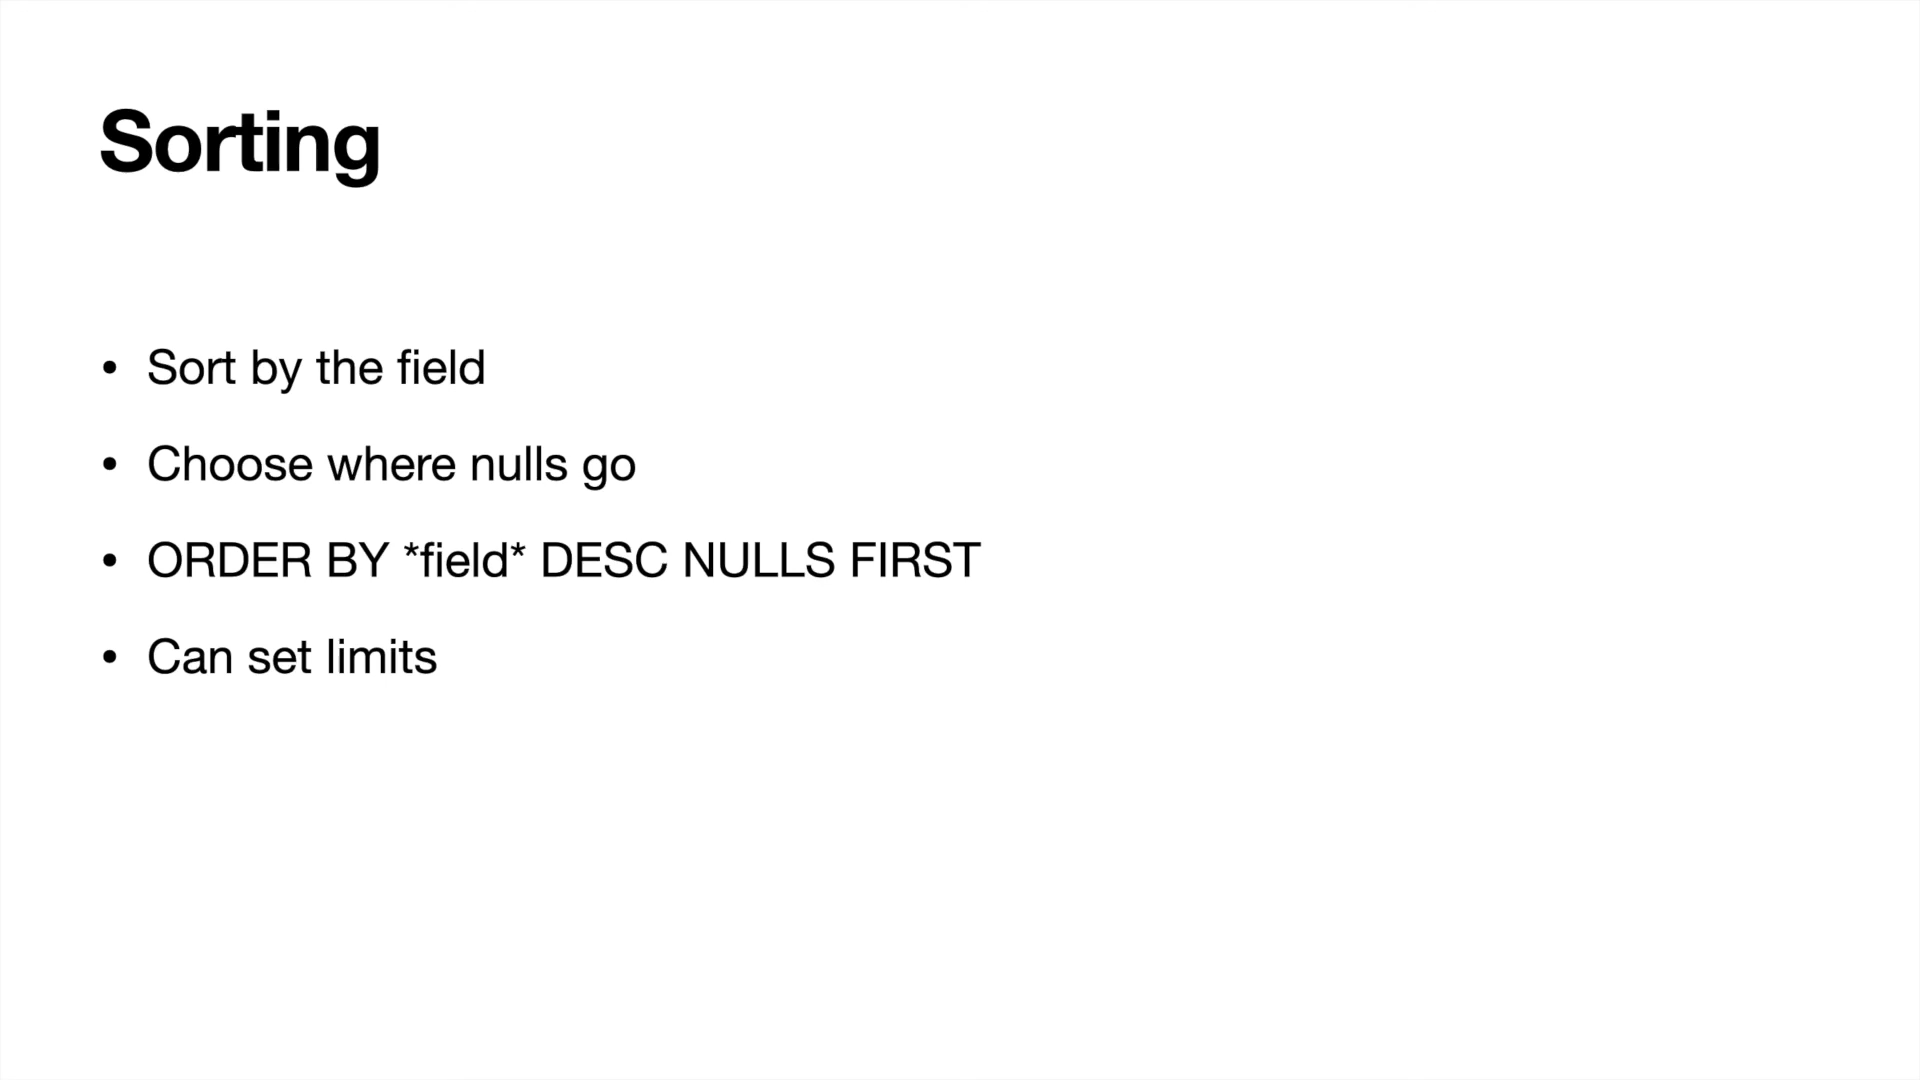 Sorting
• Sort by the field
• Choose where nulls go
• ORDER BY *field* DESC NULLS FIRST
• Can set limits